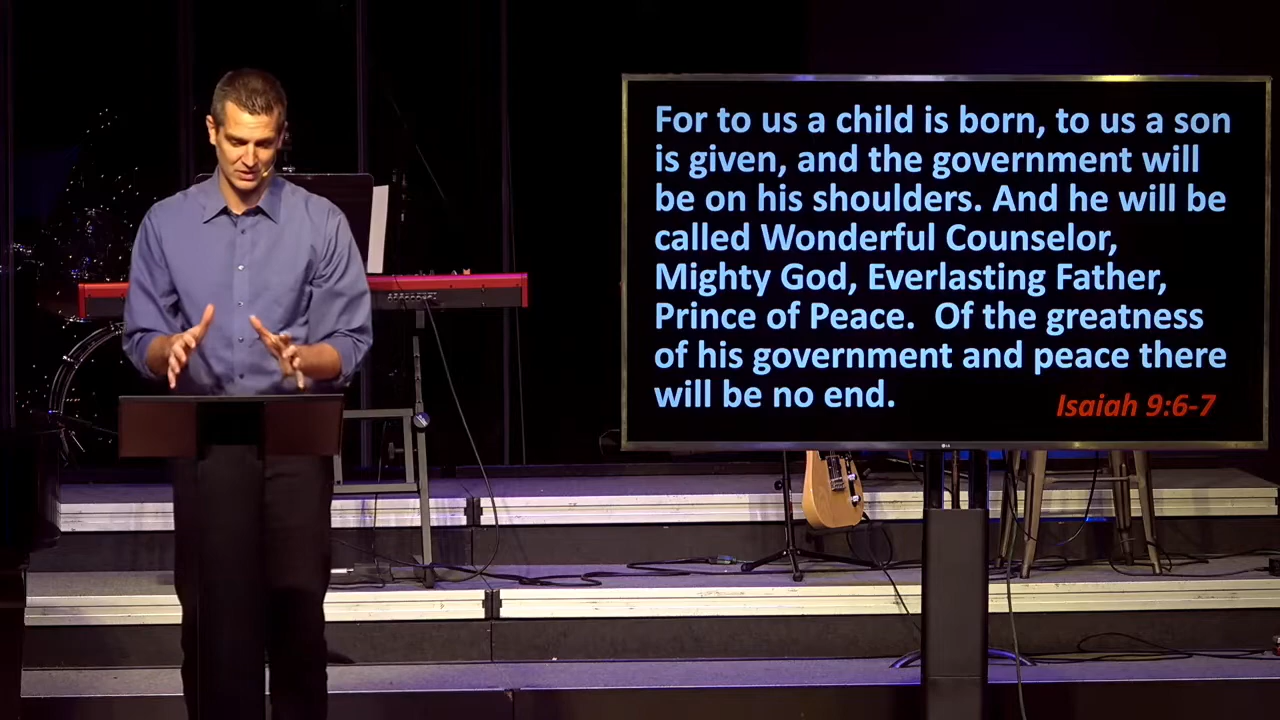 For to us a child is born, to us a son
is given, and the government will
be on his shoulders. And he will be
called Wonderful Counselor,
Mighty God, Everlasting Father,
Prince of Peace.  Of the greatness
of his government and peace there
will be no end.
Isaiah 9:6-7
LG